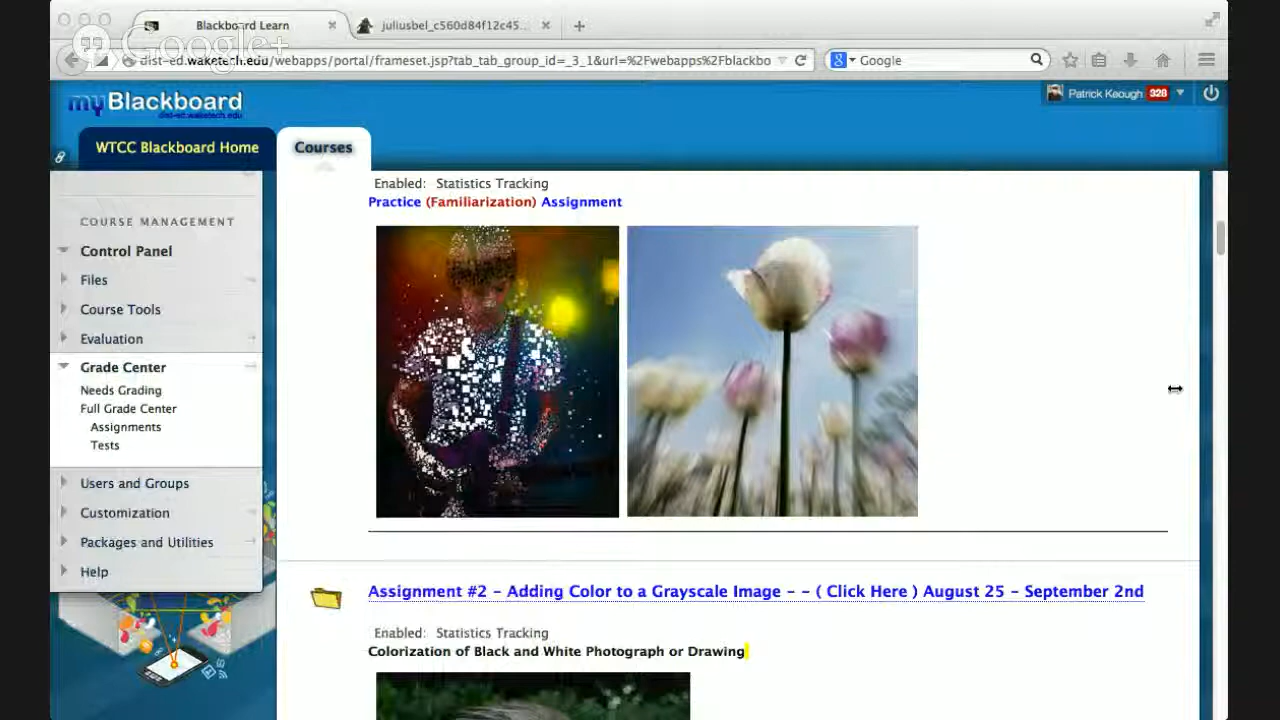 Blackboard Learn
juliusbel_c560d84f12c45...
Google+
dist-ed.waketech.edu/webapps/portal/frameset.jsp?tab_tab_group_id=_3_1&url=%2Fwebapps%2Fblackbo
Google
myBlackboard
dist-ed.waketech.edu
Patrick Keough 328
WTCC Blackboard Home
Courses
COURSE MANAGEMENT
Control Panel
Files
Course Tools
Evaluation
Grade Center
Needs Grading
Full Grade Center
Assignments
Tests
Users and Groups
Customization
Packages and Utilities
Help
Enabled: Statistics Tracking
Practice (Familiarization) Assignment
Assignment #2 - Adding Color to a Grayscale Image - - ( Click Here ) August 25 - September 2nd
Enabled: Statistics Tracking
Colorization of Black and White Photograph or Drawing